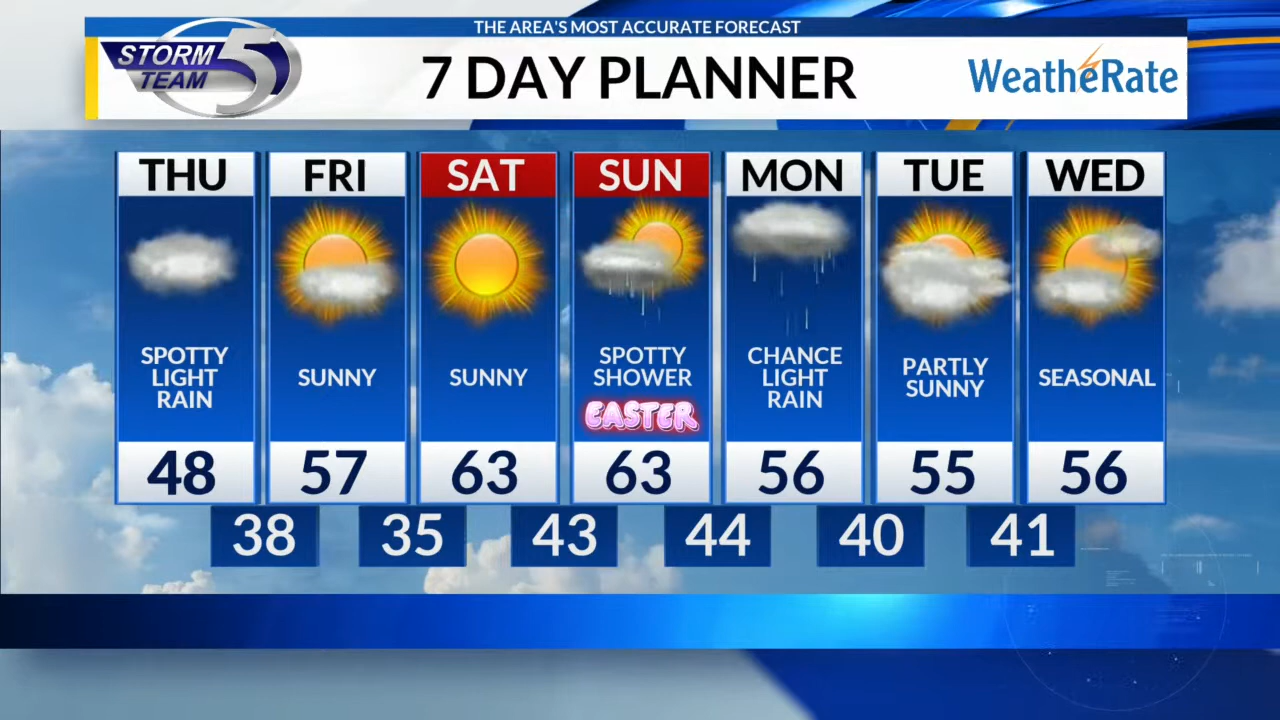 THE AREA'S MOST ACCURATE FORECAST
STORM
TEAM
5
7 DAY PLANNER
WeatheRate
THU
FRI
SAT
SUN
MON
TUE
WED
SPOTTY
LIGHT
RAIN
SUNNY
SUNNY
SPOTTY
SHOWER
EASTER
CHANCE
LIGHT
RAIN
PARTLY
SUNNY
SEASONAL
48
57
63
63
56
55
56
38
35
43
44
40
41